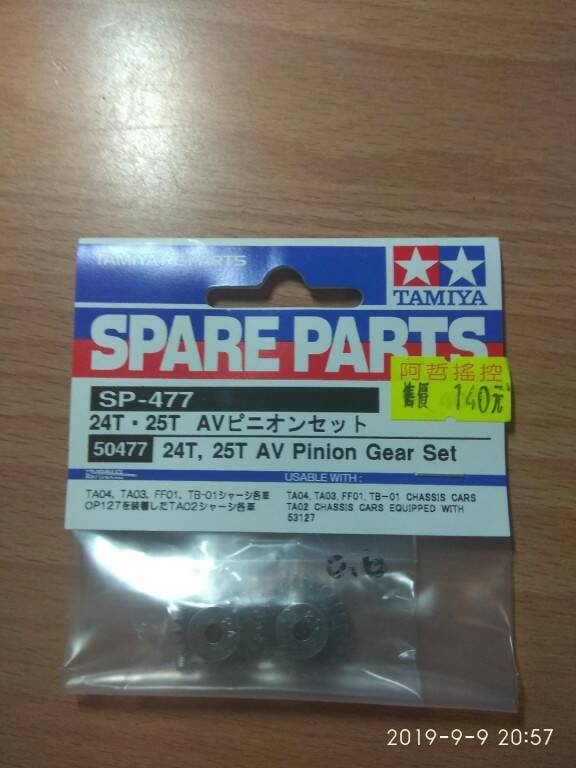 TAMIYA R/C PARTS
TAMIYA
SPARE PARTS
阿哲搖控
售價 140元
SP-477
24T・25T AVピニオンセット
50477 24T, 25T AV Pinion Gear Set
USABLE WITH :
TA04、TA03、FF01、TB-01シャーシ各車
OP127を装着したTA02シャーシ各車
TA04, TA03, FF01, TB-01 CHASSIS CARS
TA02 CHASSIS CARS EQUIPPED WITH
53127
0.6
2019-9-9 20:57